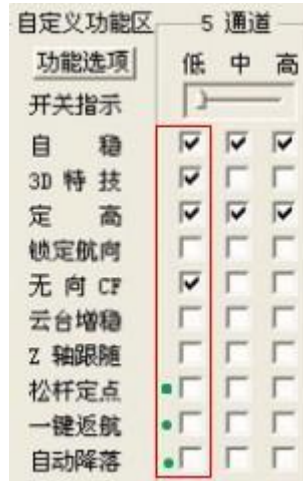 自定义功能区 5 通道
功能选项 低 中 高
开关指示
自 稳
3D 特 技
定 高
锁定航向
无 向 CF
云台增稳
Z 轴跟随
松杆定点
一键返航
自动降落